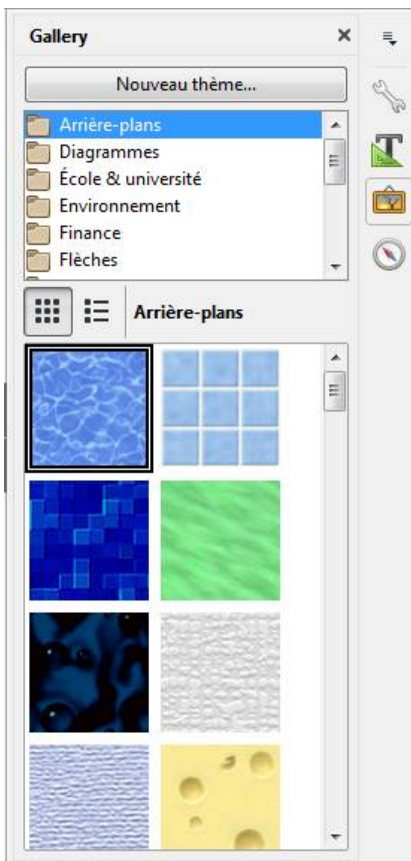 Gallery
Nouveau thème...
Arrière-plans
Diagrammes
École & université
Environnement
Finance
Flèches
Arrière-plans